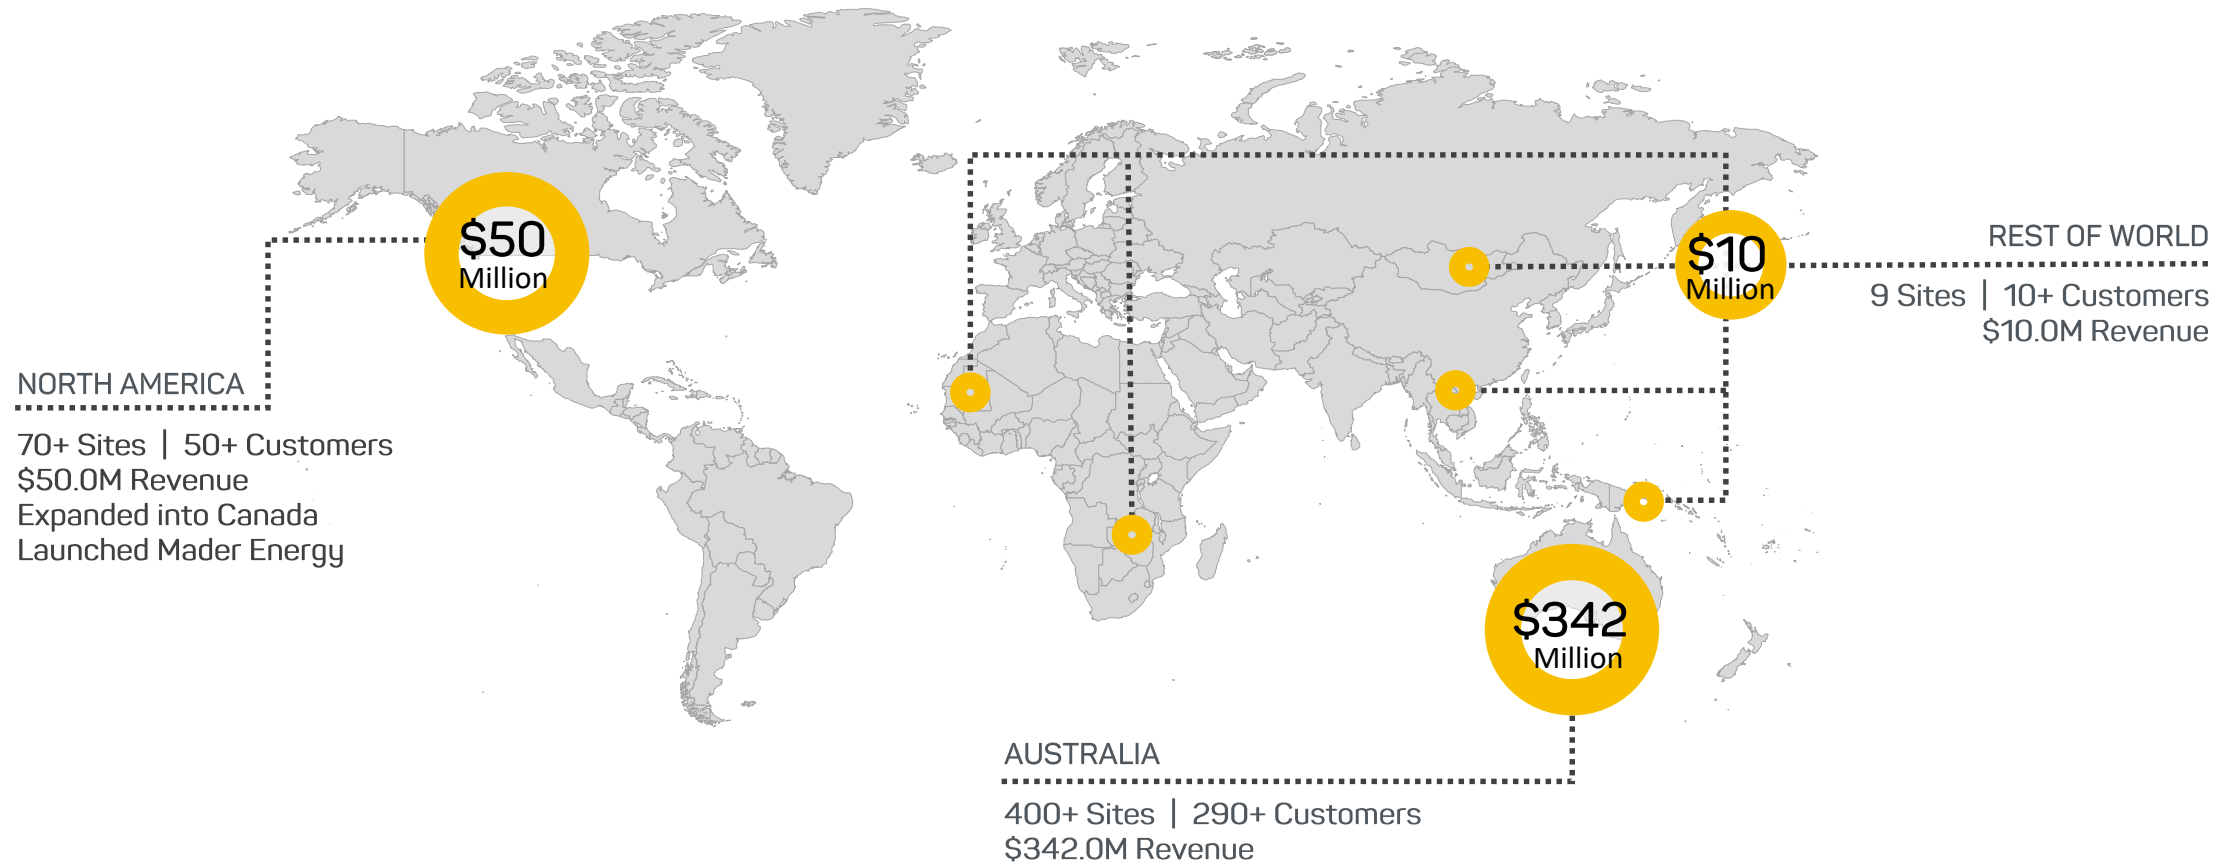 $50
Million
$10
Million
REST OF WORLD
9 Sites | 10+ Customers
$10.0M Revenue
NORTH AMERICA
70+ Sites | 50+ Customers
$50.0M Revenue
Expanded into Canada
Launched Mader Energy
$342
Million
AUSTRALIA
400+ Sites | 290+ Customers
$342.0M Revenue